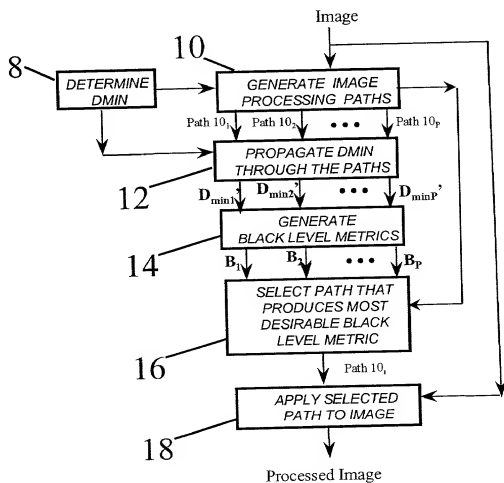 Image
10
8
DETERMINE
DMIN
GENERATE IMAGE
PROCESSING PATHS
Path 10₁ Path 10₂ ••• Path 10ₚ
PROPAGATE DMIN
THROUGH THE PATHS
12
Dmin1' Dmin2' ••• DminP'
GENERATE
BLACK LEVEL METRICS
14
B₁ B₂ ••• Bₚ
SELECT PATH THAT
PRODUCES MOST
DESIRABLE BLACK
LEVEL METRIC
16
Path 10ᵢ
APPLY SELECTED
PATH TO IMAGE
18
Processed Image